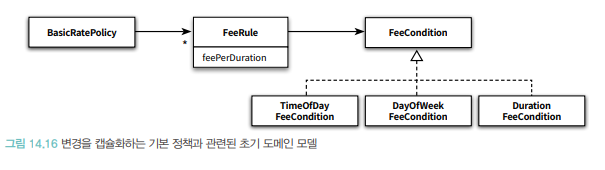 BasicRatePolicy
*
FeeRule
feePerDuration
FeeCondition
TimeOfDay
FeeCondition
DayOfWeek
FeeCondition
Duration
FeeCondition
그림 14.16 변경을 캡슐화하는 기본 정책과 관련된 초기 도메인 모델